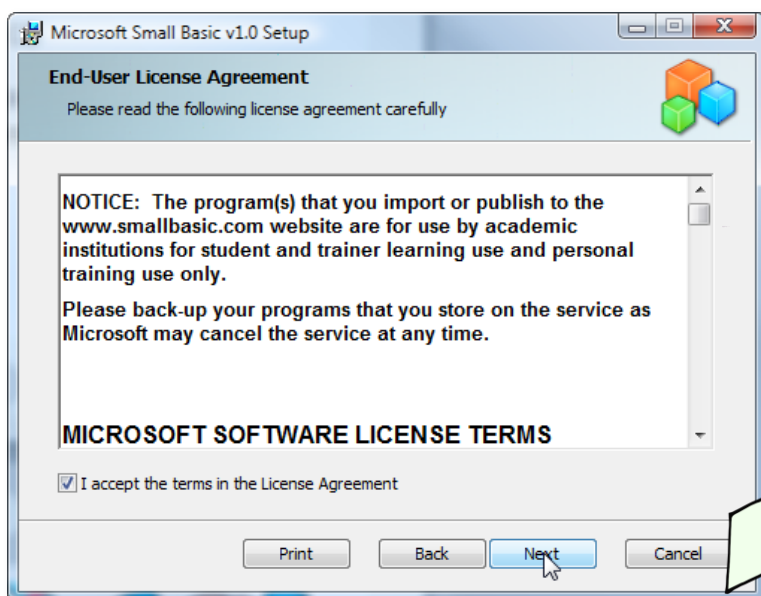 Microsoft Small Basic v1.0 Setup
End-User License Agreement
Please read the following license agreement carefully
NOTICE:  The program(s) that you import or publish to the
www.smallbasic.com website are for use by academic
institutions for student and trainer learning use and personal
training use only.
Please back-up your programs that you store on the service as
Microsoft may cancel the service at any time.
MICROSOFT SOFTWARE LICENSE TERMS
I accept the terms in the License Agreement
Print Back Next Cancel